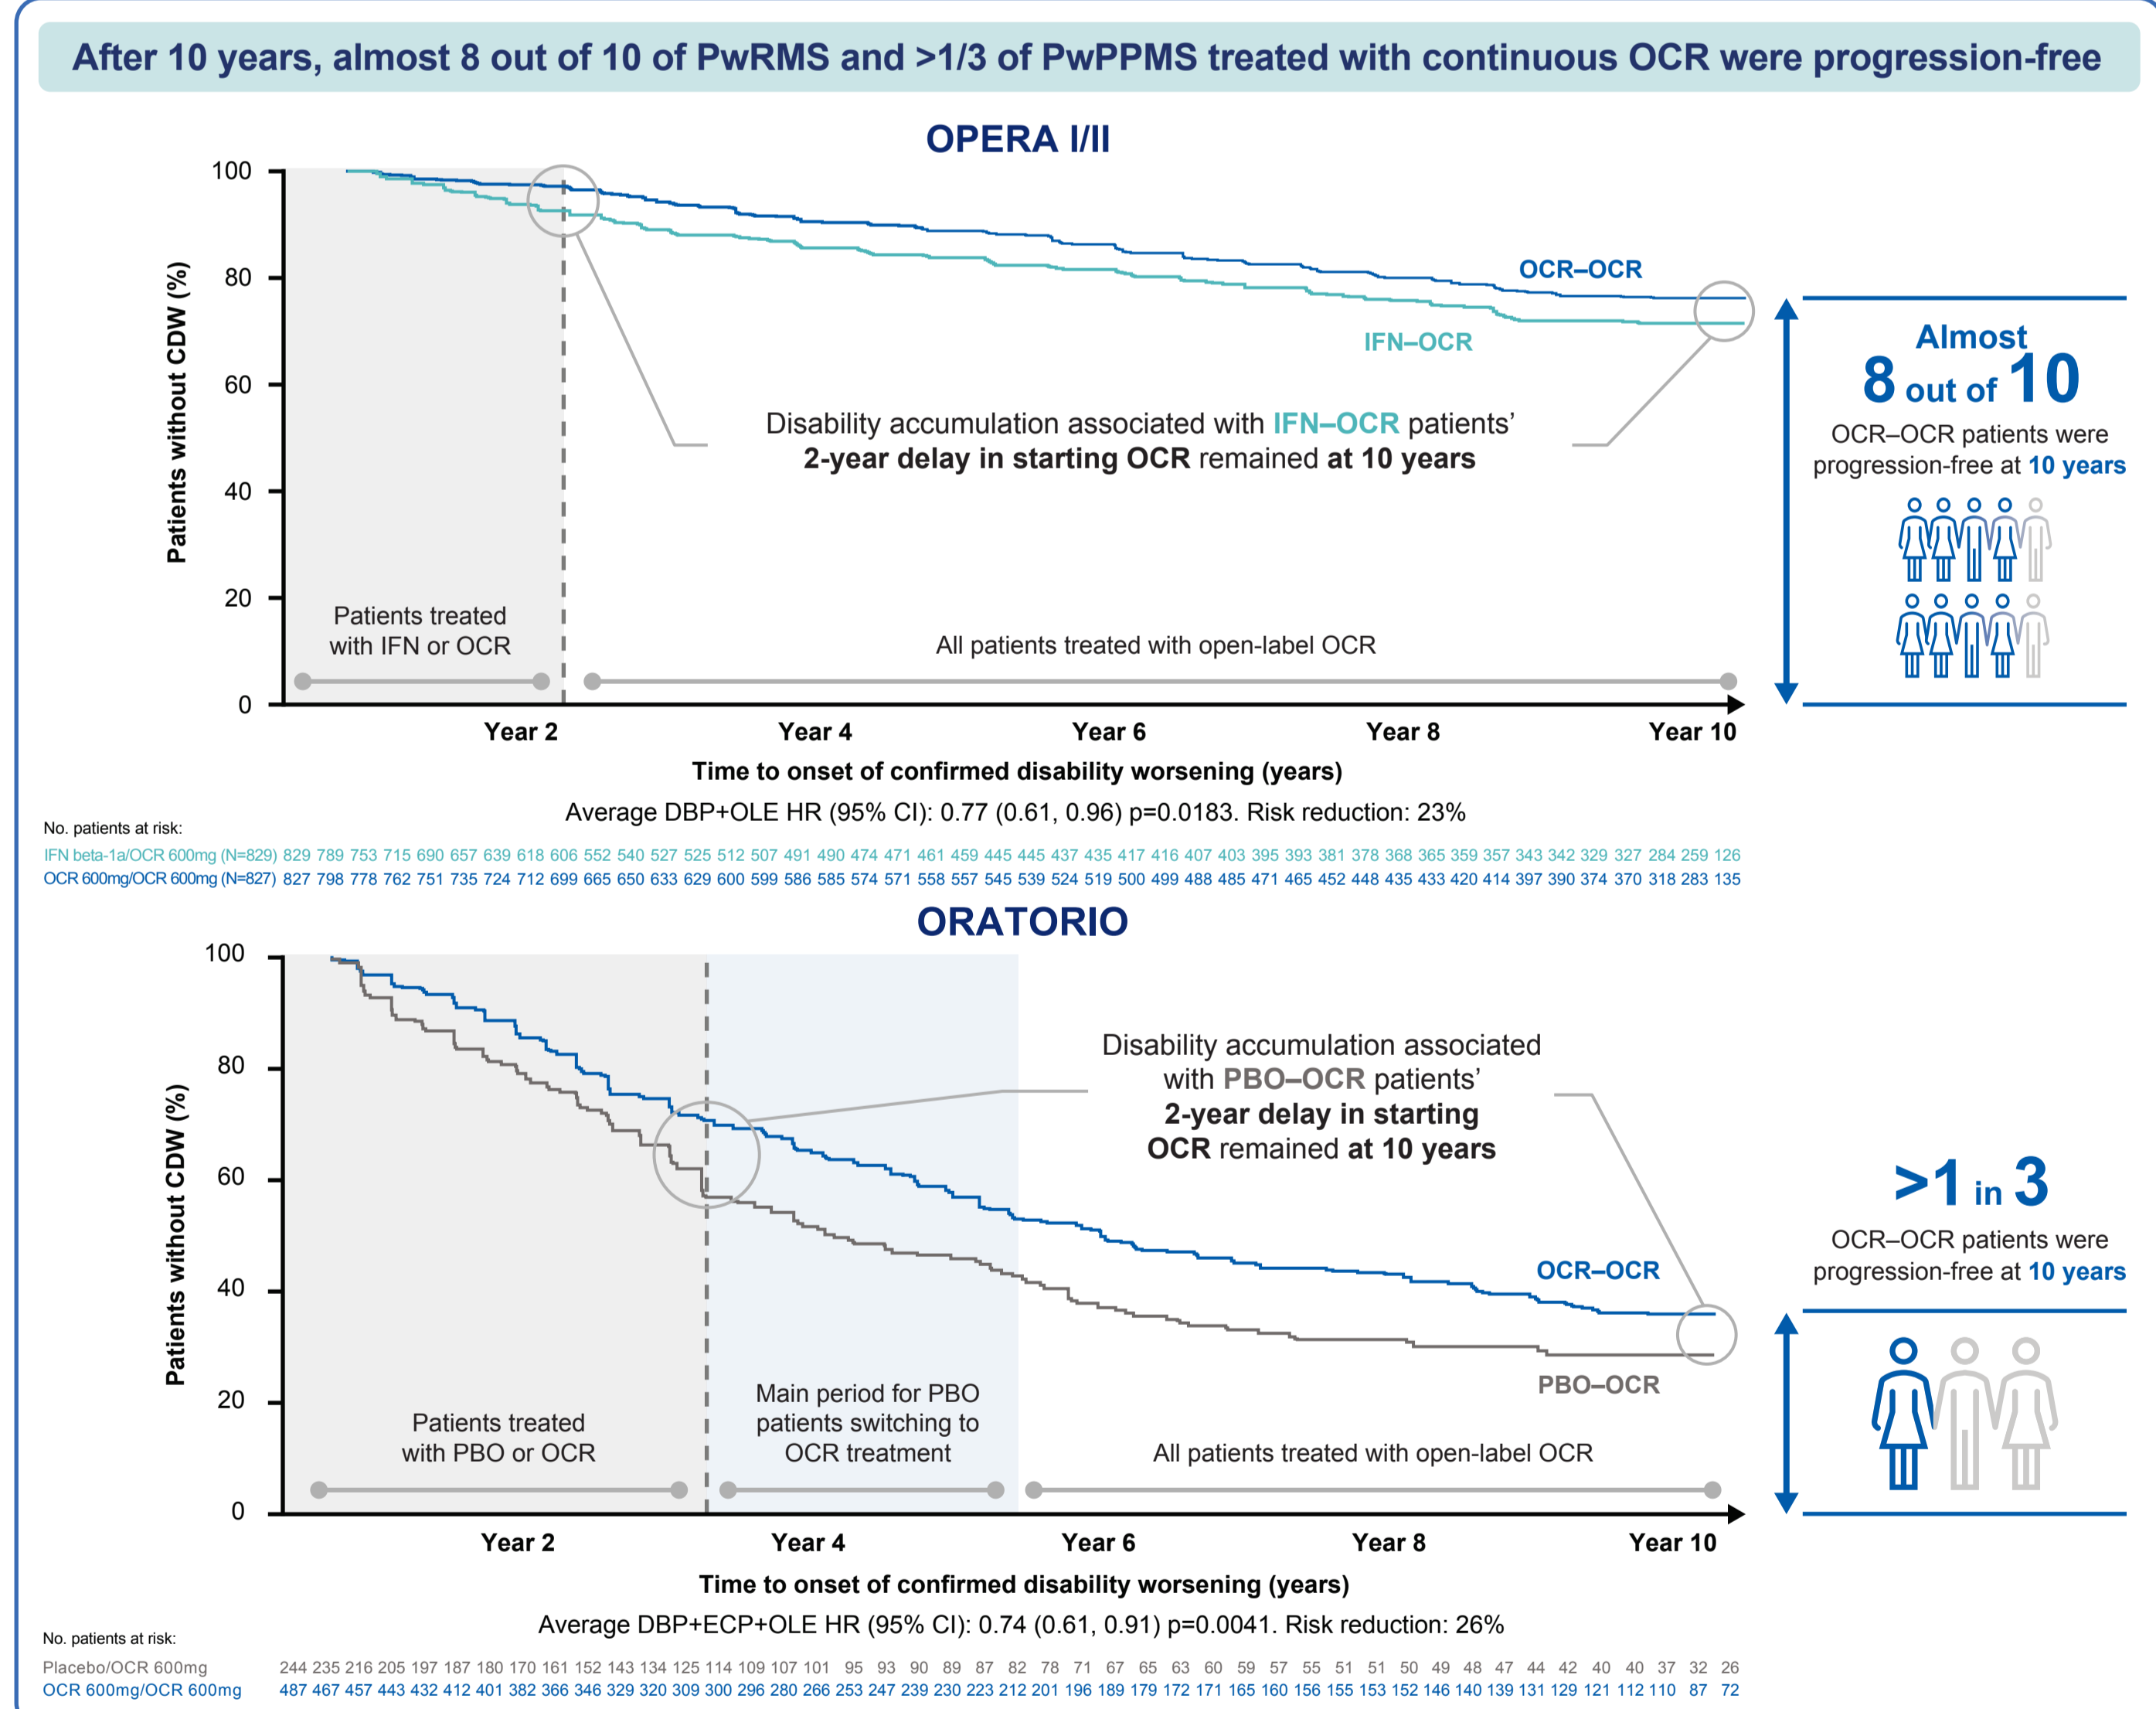 After 10 years, almost 8 out of 10 of PwRMS and >1/3 of PwPPMS treated with continuous OCR were progression-free
OPERA I/II
Patients without CDW (%)
100
80
60
40
20
0
OCR–OCR
IFN–OCR
Disability accumulation associated with IFN–OCR patients’
2-year delay in starting OCR remained at 10 years
Patients treated
with IFN or OCR
All patients treated with open-label OCR
Year 2 Year 4 Year 6 Year 8 Year 10
Time to onset of confirmed disability worsening (years)
Average DBP+OLE HR (95% CI): 0.77 (0.61, 0.96) p=0.0183. Risk reduction: 23%
Almost
8 out of 10
OCR–OCR patients were
progression-free at 10 years
No. patients at risk:
IFN beta-1a/OCR 600mg (N=829) 829 789 753 715 690 657 639 618 606 552 540 527 525 512 507 491 490 474 471 461 459 445 445 437 435 417 416 407 403 395 393 381 378 368 365 359 357 343 342 329 327 284 259 126
OCR 600mg/OCR 600mg (N=827) 827 798 778 762 751 735 724 712 699 665 650 633 629 600 599 586 585 574 571 558 557 545 539 524 519 500 499 488 485 471 465 452 448 435 433 420 414 397 390 374 370 318 283 135
ORATORIO
Patients without CDW (%)
100
80
60
40
20
0
Disability accumulation associated
with PBO–OCR patients’
2-year delay in starting
OCR remained at 10 years
OCR–OCR
PBO–OCR
Patients treated
with PBO or OCR
Main period for PBO
patients switching to
OCR treatment
All patients treated with open-label OCR
Year 2 Year 4 Year 6 Year 8 Year 10
Time to onset of confirmed disability worsening (years)
Average DBP+ECP+OLE HR (95% CI): 0.74 (0.61, 0.91) p=0.0041. Risk reduction: 26%
>1 in 3
OCR–OCR patients were
progression-free at 10 years
No. patients at risk:
Placebo/OCR 600mg 244 235 216 205 197 187 180 170 161 152 143 134 125 114 109 107 101 95 93 90 89 87 82 78 71 67 65 63 60 59 57 55 51 51 50 49 48 47 44 42 40 40 37 32 26
OCR 600mg/OCR 600mg 487 467 457 443 432 412 401 382 366 346 329 320 309 300 296 280 266 253 247 239 230 223 212 201 196 189 179 172 171 165 160 156 155 153 152 146 140 139 131 129 121 112 110 87 72